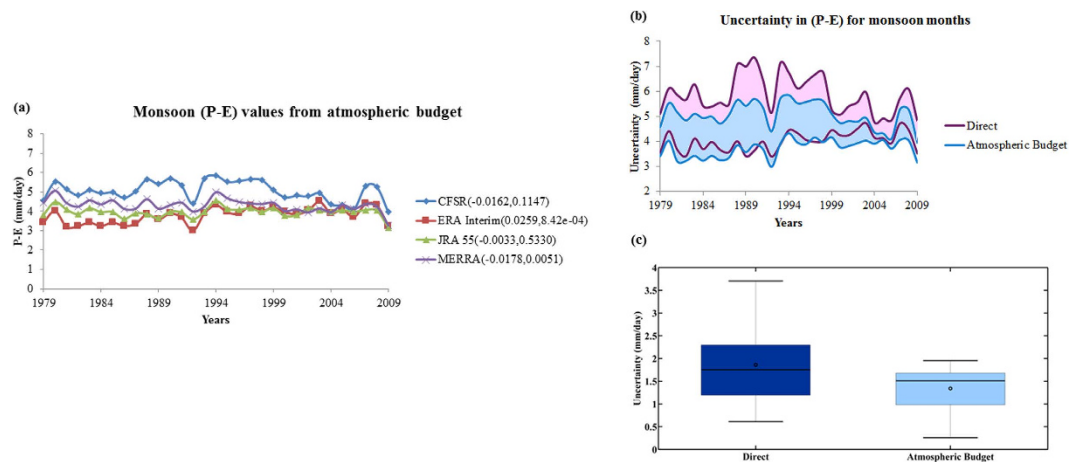 (a)
Monsoon (P-E) values from atmospheric budget
P-E (mm/day)
8
7
6
5
4
3
2
1
0
1979 1984 1989 1994 1999 2004 2009
Years
CFSR(-0.0162,0.1147)
ERA Interim(0.0259,8.42e-04)
JRA 55(-0.0033,0.5330)
MERRA(-0.0178,0.0051)
(b)
Uncertainty in (P-E) for monsoon months
Uncertainty (mm/day)
8
7
6
5
4
3
2
1979 1984 1989 1994 1999 2004 2009
Years
Direct
Atmospheric Budget
(c)
Uncertainty (mm/day)
4
3.5
3
2.5
2
1.5
1
0.5
0
Direct Atmospheric Budget